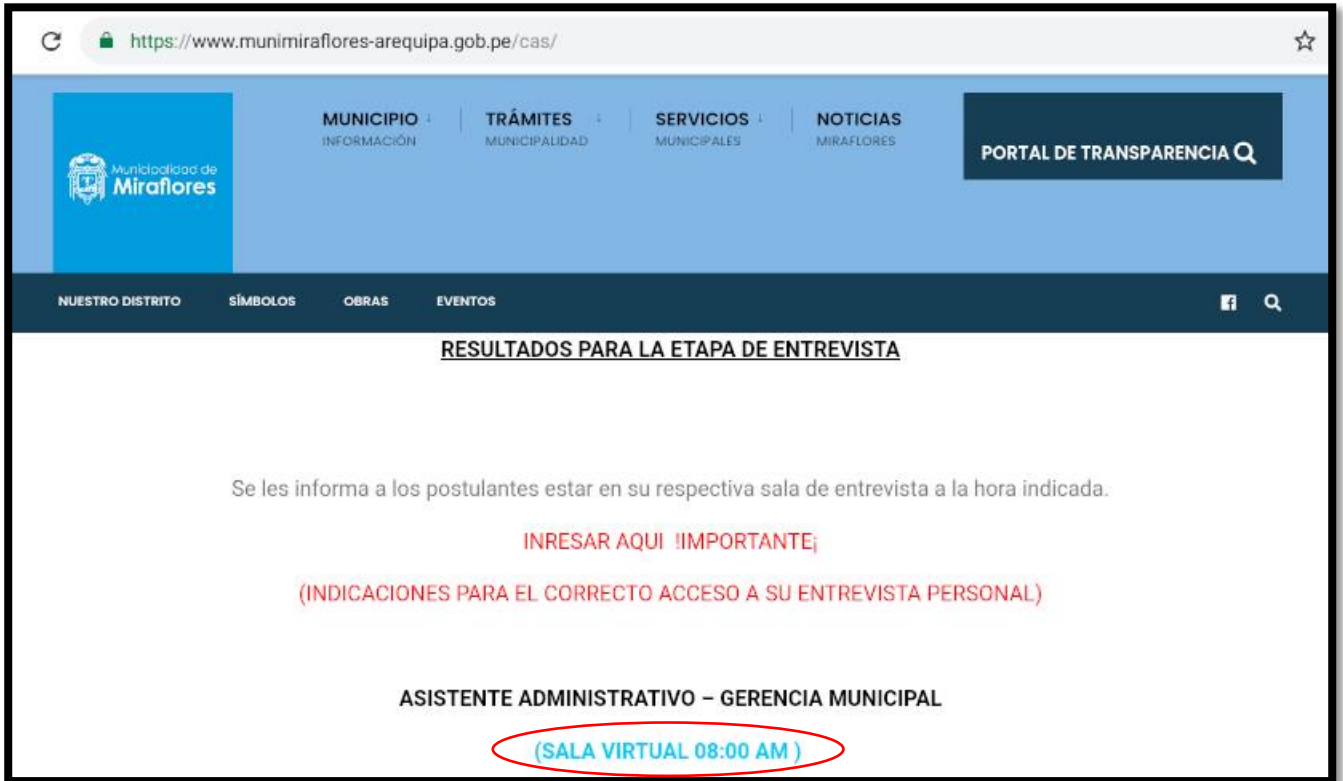 https://www.munimiraflores-arequipa.gob.pe/cas/
Municipalidad de
Miraflores
MUNICIPIO
INFORMACIÓN
TRÁMITES
MUNICIPALIDAD
SERVICIOS
MUNICIPALES
NOTICIAS
MIRAFLORES
PORTAL DE TRANSPARENCIA
NUESTRO DISTRITO SÍMBOLOS OBRAS EVENTOS
RESULTADOS PARA LA ETAPA DE ENTREVISTA
Se les informa a los postulantes estar en su respectiva sala de entrevista a la hora indicada.
INRESAR AQUI !IMPORTANTE¡
(INDICACIONES PARA EL CORRECTO ACCESO A SU ENTREVISTA PERSONAL)
ASISTENTE ADMINISTRATIVO – GERENCIA MUNICIPAL
(SALA VIRTUAL 08:00 AM )